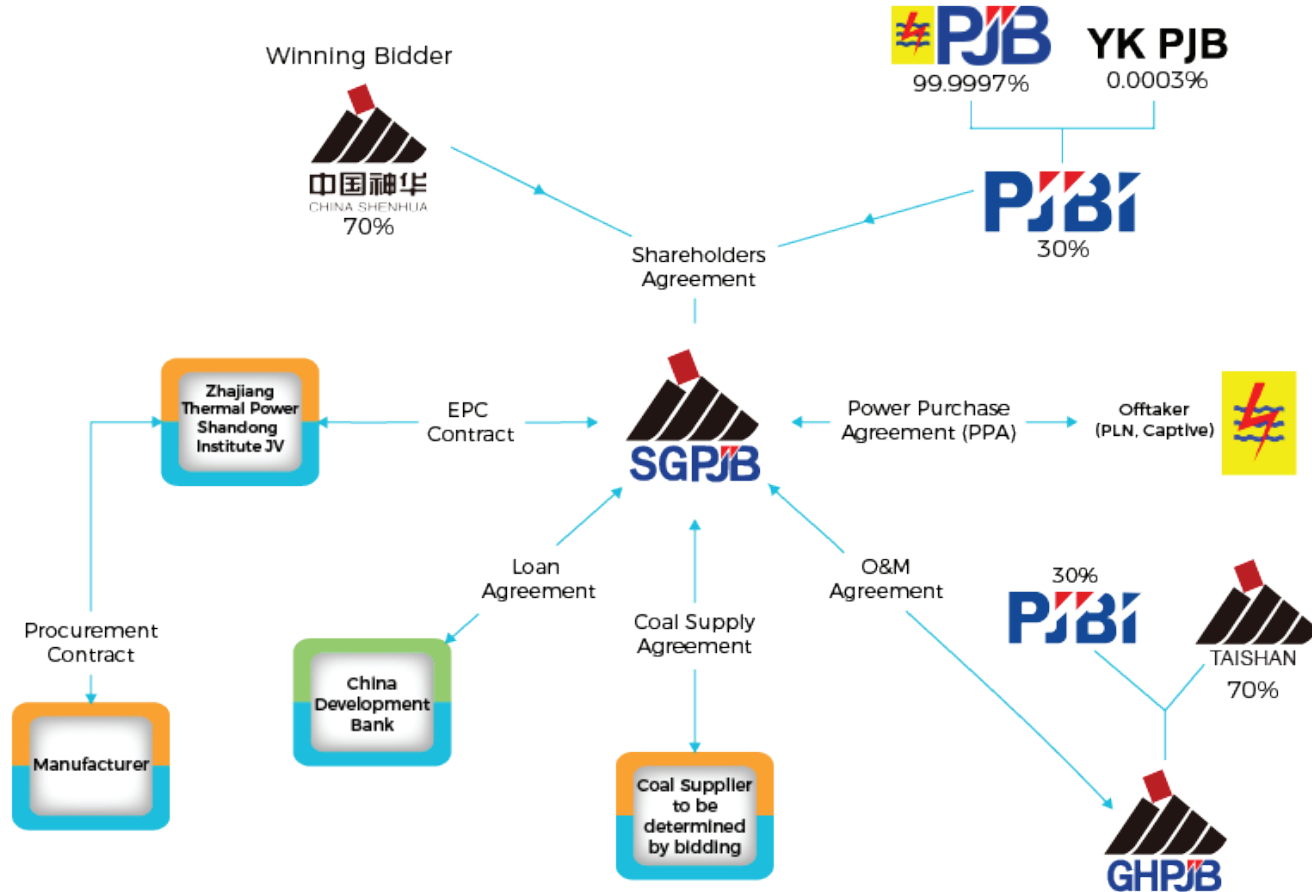 Winning Bidder
中国神华
CHINA SHENHUA
70%
PJB
99.9997%
YK PJB
0.0003%
PJBI
30%
Shareholders
Agreement
Zhajiang
Thermal Power
Shandong
Institute JV
EPC
Contract
SGPJB
Power Purchase
Agreement (PPA)
Offtaker
(PLN, Captive)
Procurement
Contract
Manufacturer
Loan
Agreement
China
Development
Bank
Coal Supply
Agreement
Coal Supplier
to be
determined
by bidding
O&M
Agreement
30%
PJBI
TAISHAN
70%
GHPJB